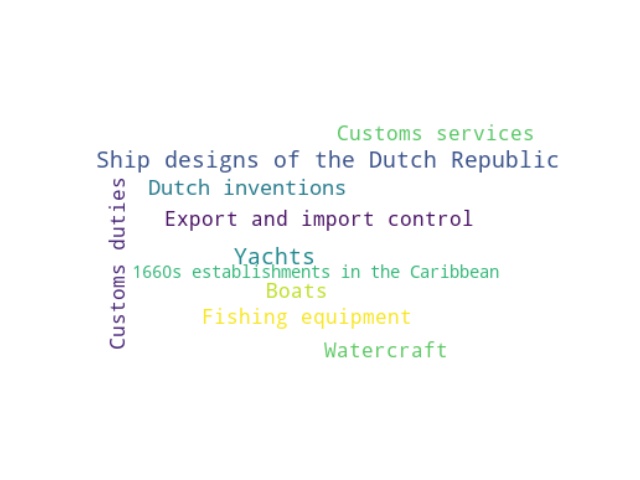 Customs services
Ship designs of the Dutch Republic
Customs duties
Dutch inventions
Export and import control
Yachts
1660s establishments in the Caribbean
Boats
Fishing equipment
Watercraft